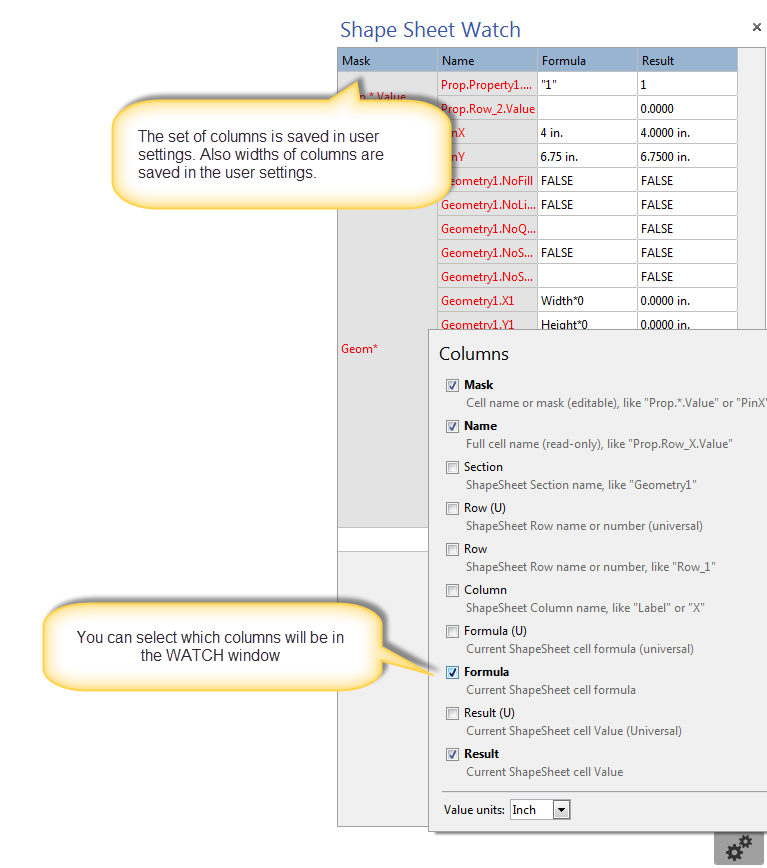 Shape Sheet Watch
Mask Name Formula Result
Prop.Property1.... "1" 1
.*.Value
Prop.Row_2.Value 0.0000
The set of columns is saved in user
settings. Also widths of columns are
saved in the user settings.
inX 4 in. 4.0000 in.
inY 6.75 in. 6.7500 in.
eometry1.NoFill FALSE FALSE
Geometry1.NoLi... FALSE FALSE
Geometry1.NoQ... FALSE
Geometry1.NoS... FALSE FALSE
Geometry1.NoS... FALSE
Geometry1.X1 Width*0 0.0000 in.
Geometry1.Y1 Height*0 0.0000 in.
Geom*
Columns
Mask
Cell name or mask (editable), like "Prop.*.Value" or "PinX"
Name
Full cell name (read-only), like "Prop.Row_X.Value"
Section
ShapeSheet Section name, like "Geometry1"
Row (U)
ShapeSheet Row name or number (universal)
Row
ShapeSheet Row name or number, like "Row_1"
Column
ShapeSheet Column name, like "Label" or "X"
Formula (U)
Current ShapeSheet cell formula (universal)
You can select which columns will be in
the WATCH window
Formula
Current ShapeSheet cell formula
Result (U)
Current ShapeSheet cell Value (Universal)
Result
Current ShapeSheet cell Value
Value units: Inch